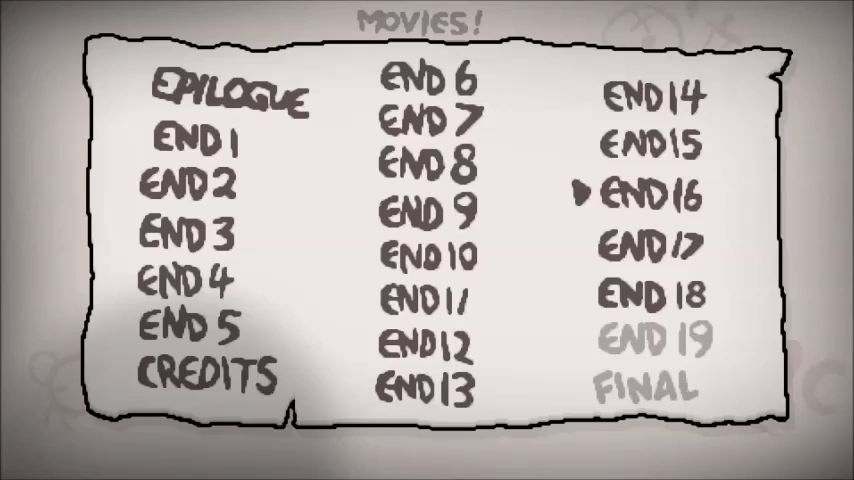 MOVIES!
EPILOGUE
END 1
END 2
END 3
END 4
END 5
CREDITS
END 6
END 7
END 8
END 9
END 10
END 11
END 12
END 13
END 14
END 15
END 16
END 17
END 18
END 19
FINAL